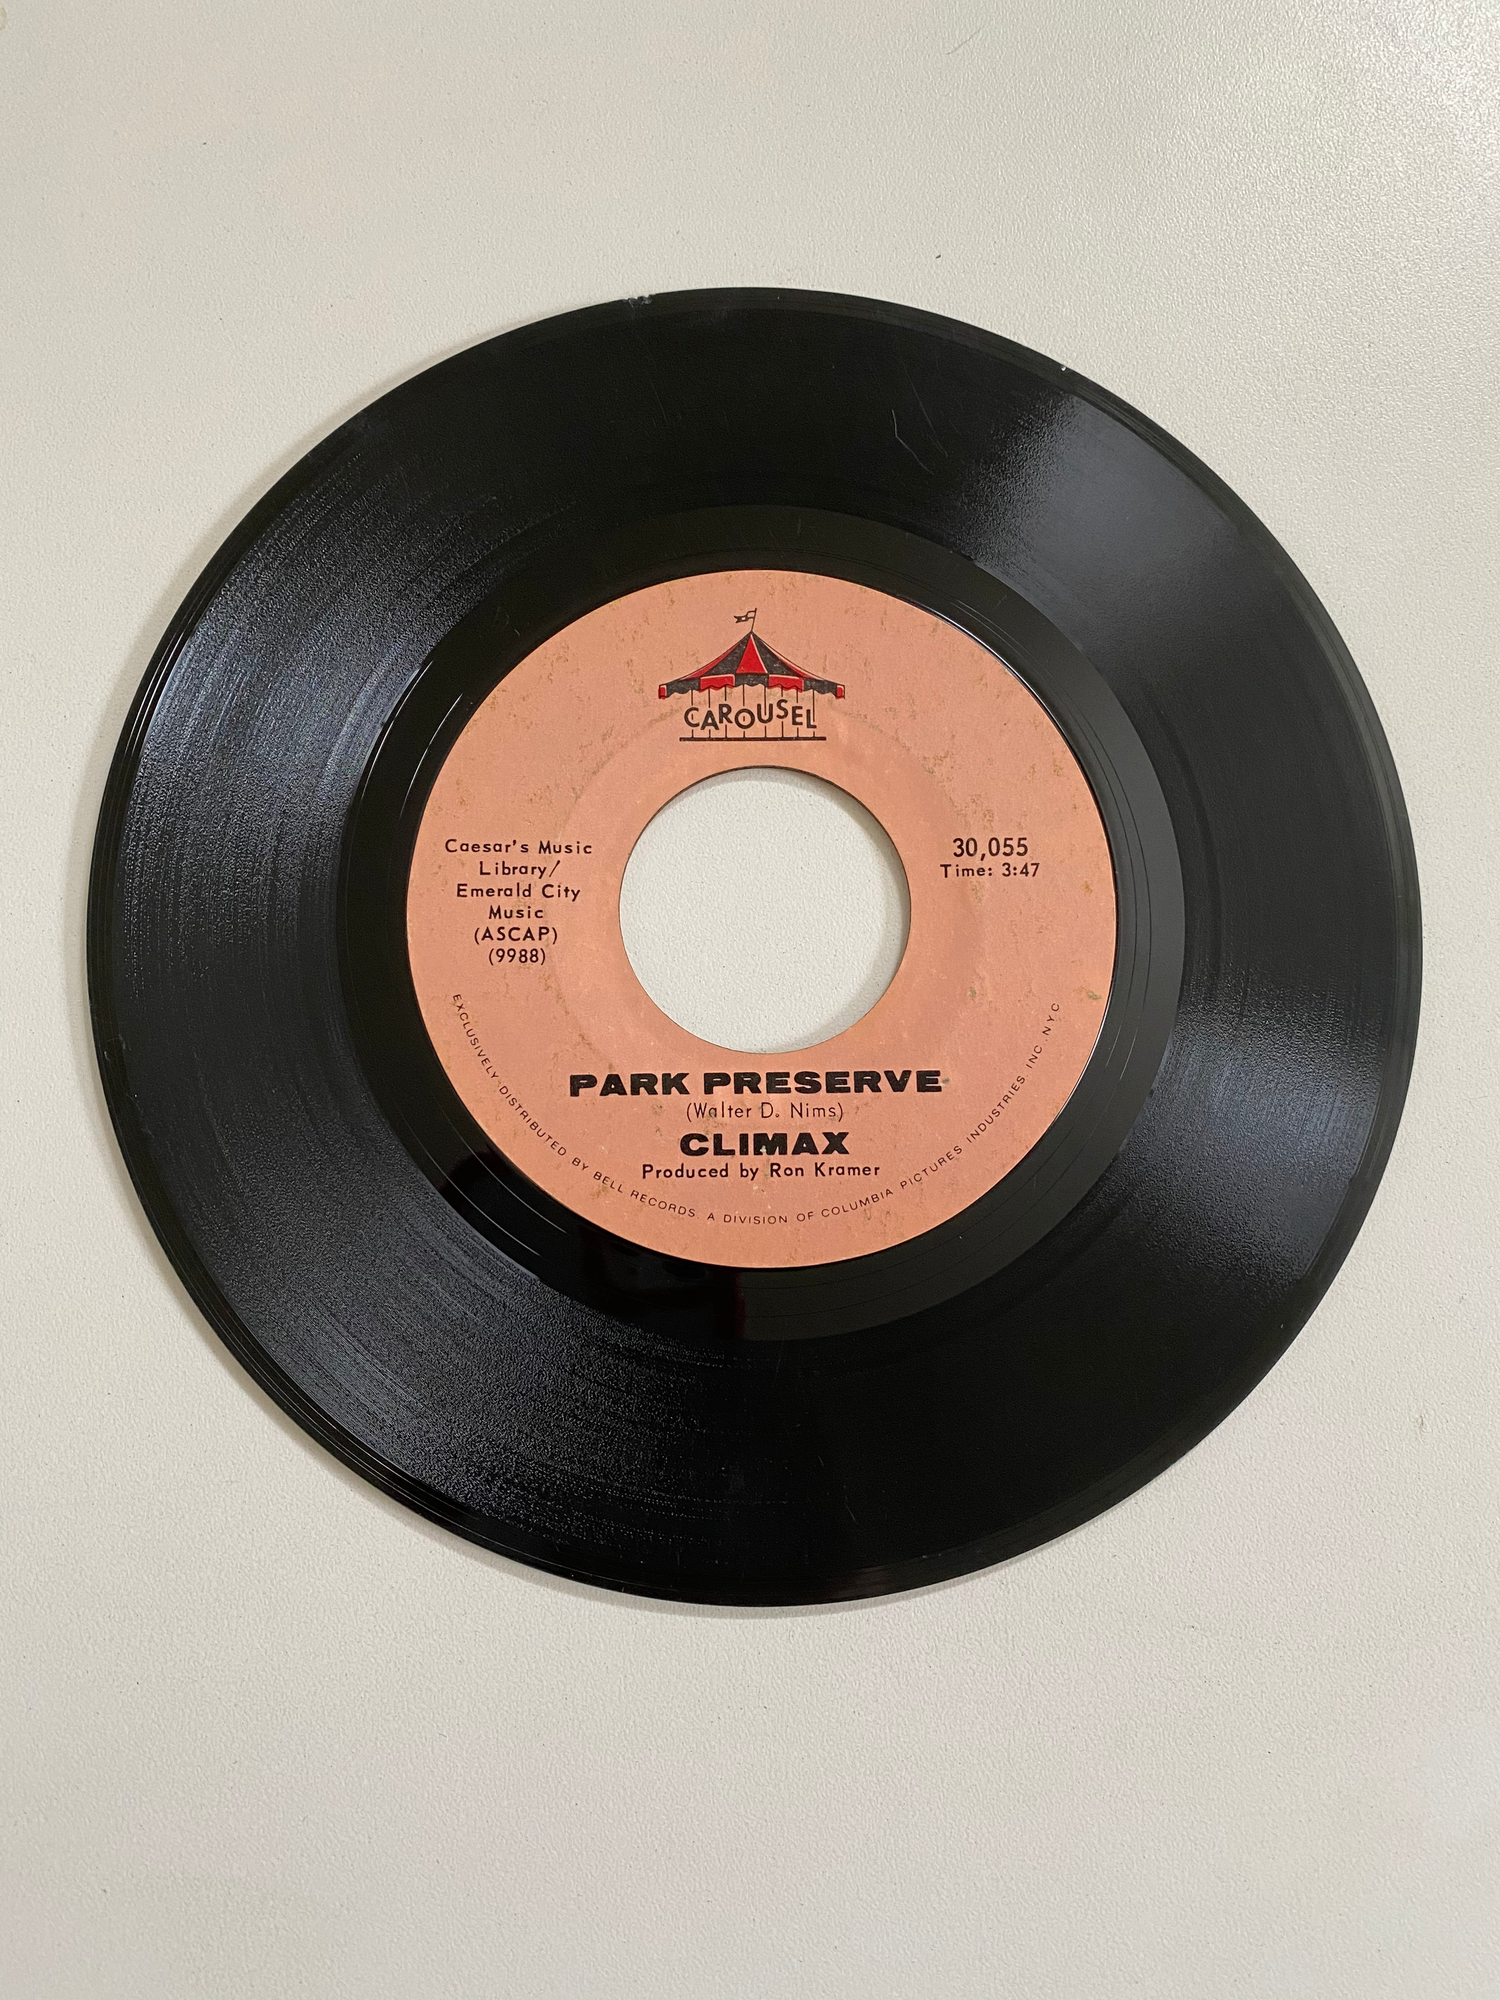 CAROUSEL
Caesar's Music
Library/
Emerald City
Music
(ASCAP)
(9988)
30,055
Time: 3:47
PARK PRESERVE
(Walter D. Nims)
CLIMAX
Produced by Ron Kramer
EXCLUSIVELY DISTRIBUTED BY BELL RECORDS A DIVISION OF COLUMBIA PICTURES INDUSTRIES INC. N.Y.C